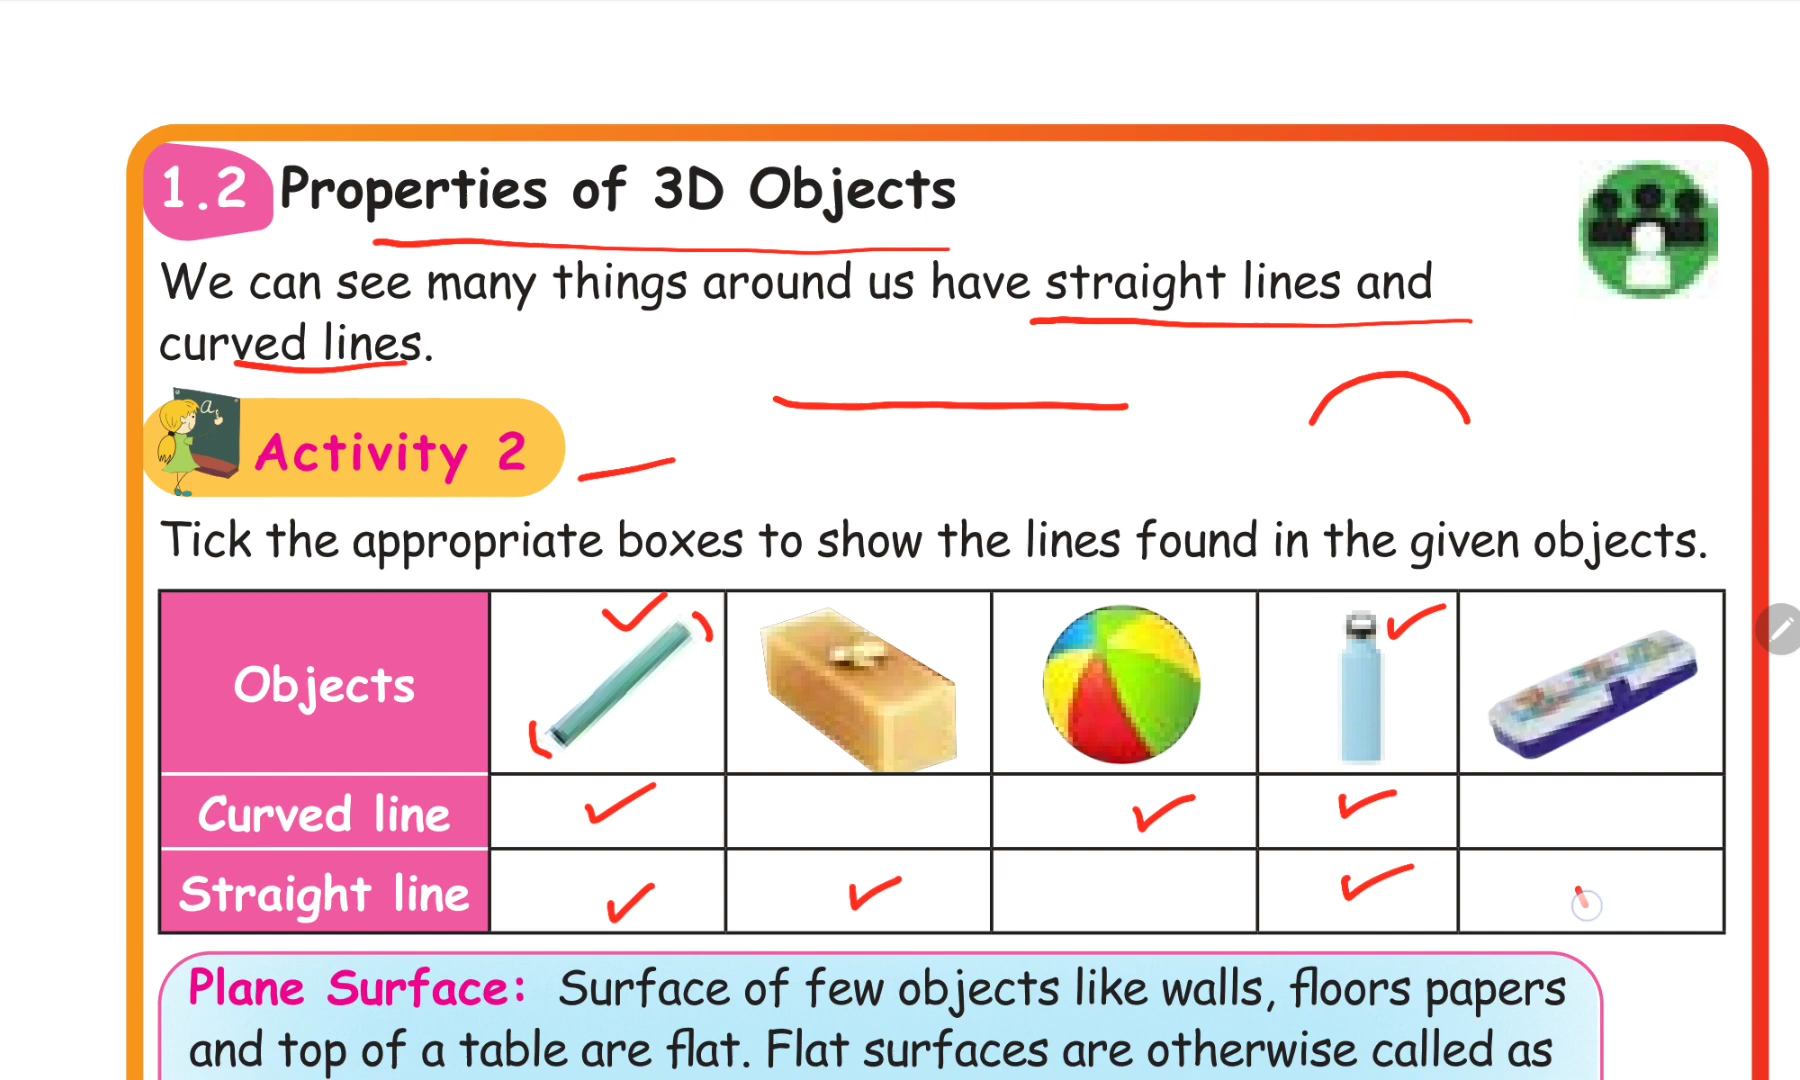 1.2 Properties of 3D Objects
We can see many things around us have straight lines and
curved lines.
Activity 2
Tick the appropriate boxes to show the lines found in the given objects.
Objects
Curved line
Straight line
Plane Surface: Surface of few objects like walls, floors papers
and top of a table are flat. Flat surfaces are otherwise called as